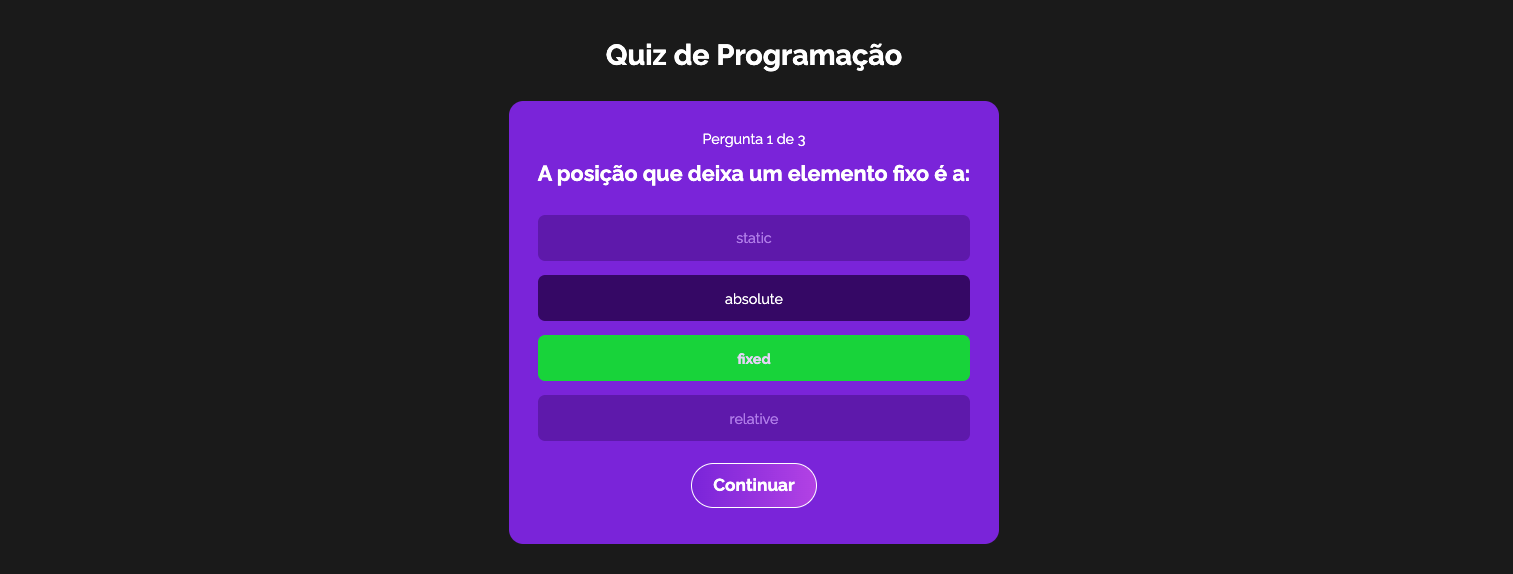 Quiz de Programação
Pergunta 1 de 3
A posição que deixa um elemento fixo é a:
static
absolute
fixed
relative
Continuar